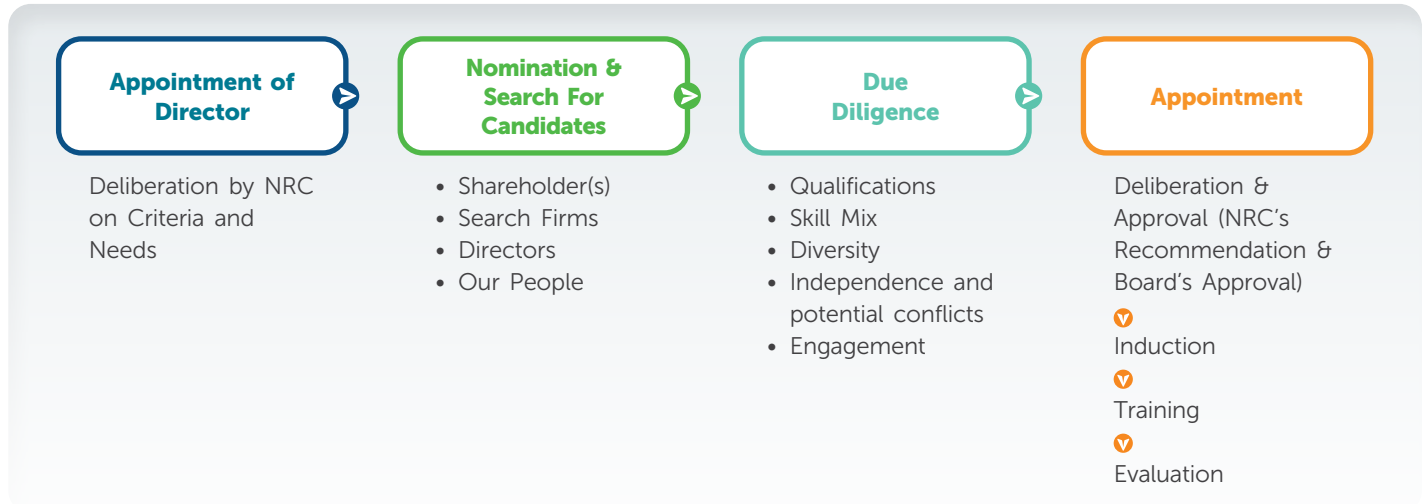 Appointment of
Director
Deliberation by NRC
on Criteria and
Needs
Nomination &
Search For
Candidates
• Shareholder(s)
• Search Firms
• Directors
• Our People
Due
Diligence
• Qualifications
• Skill Mix
• Diversity
• Independence and
potential conflicts
• Engagement
Appointment
Deliberation &
Approval (NRC's
Recommendation &
Board's Approval)
Induction
Training
Evaluation